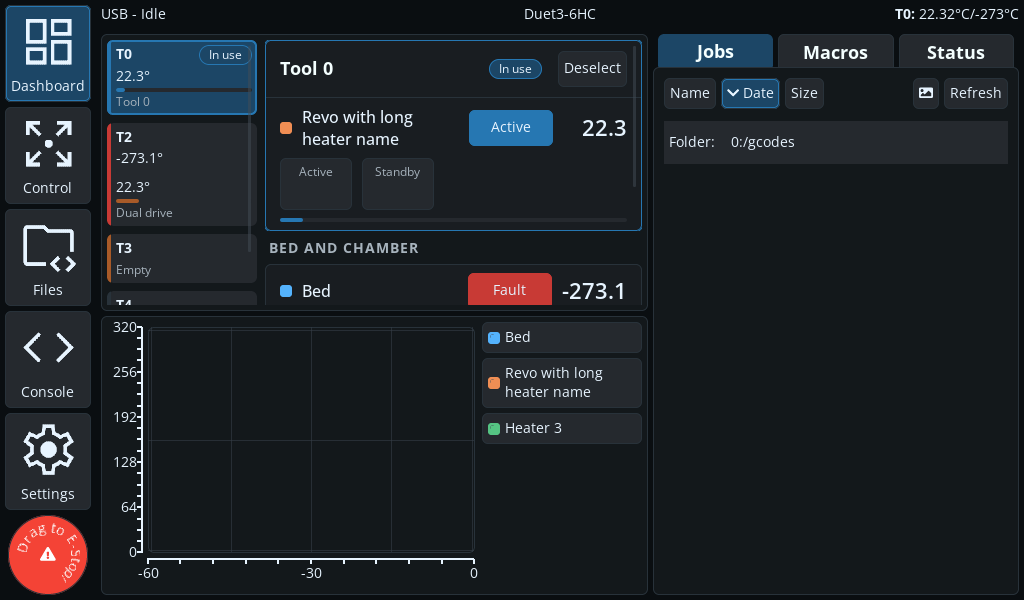 USB - Idle
Duet3-6HC
T0: 22.32°C/-273°C
Dashboard
Control
Files
Console
Settings
Drag to E-Stop!
T0
In use
22.3°
Tool 0
T2
-273.1°
22.3°
Dual drive
T3
Empty
T4
Tool 0
In use
Deselect
Revo with long
heater name
Active
22.3
Active
Standby
BED AND CHAMBER
Bed
Fault
-273.1
320
256
192
128
64
0
-60
-30
0
Bed
Revo with long
heater name
Heater 3
Jobs
Macros
Status
Name
Date
Size
Refresh
Folder: 0:/gcodes